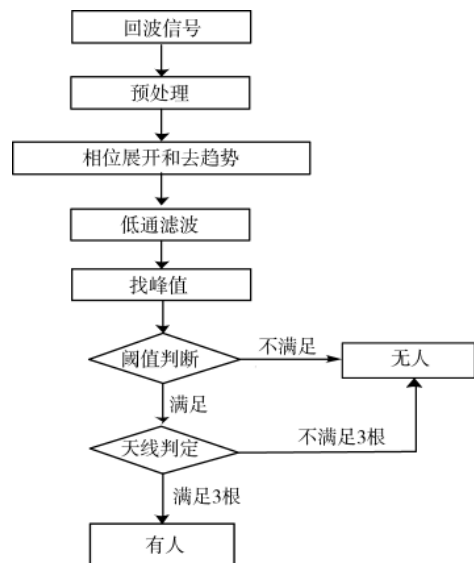 回波信号
预处理
相位展开和去趋势
低通滤波
找峰值
阈值判断
不满足
无人
满足
天线判定
不满足3根
满足3根
有人